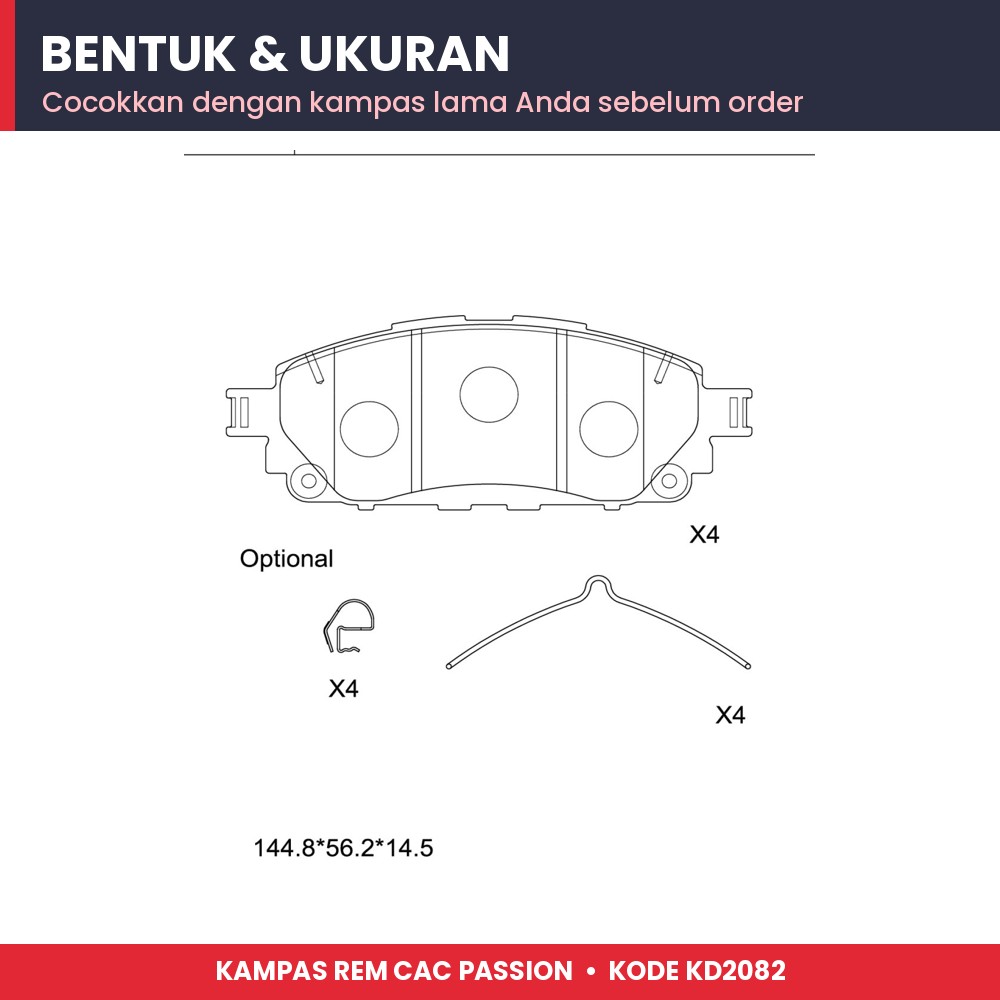 BENTUK & UKURAN
Cocokkan dengan kampas lama Anda sebelum order
X4
Optional
X4
X4
144.8*56.2*14.5
KAMPAS REM CAC PASSION • KODE KD2082